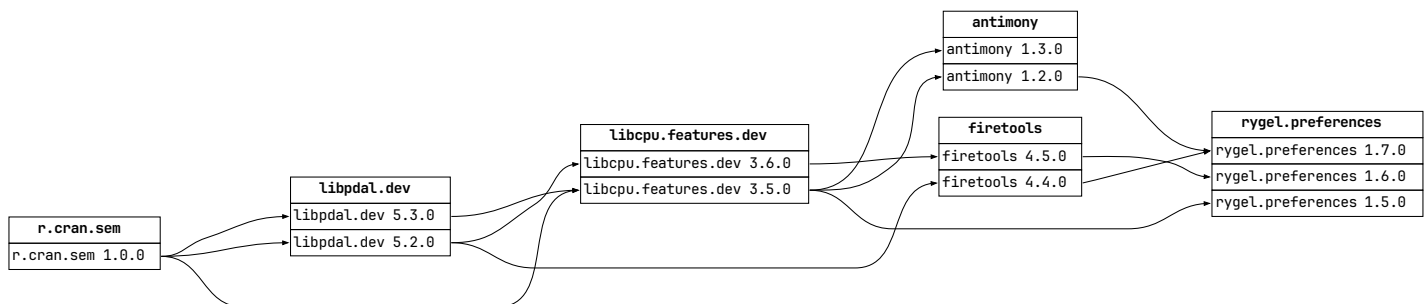 r.cran.sem
r.cran.sem 1.0.0
libpdal.dev
libpdal.dev 5.3.0
libpdal.dev 5.2.0
libcpu.features.dev
libcpu.features.dev 3.6.0
libcpu.features.dev 3.5.0
antimony
antimony 1.3.0
antimony 1.2.0
firetools
firetools 4.5.0
firetools 4.4.0
rygel.preferences
rygel.preferences 1.7.0
rygel.preferences 1.6.0
rygel.preferences 1.5.0